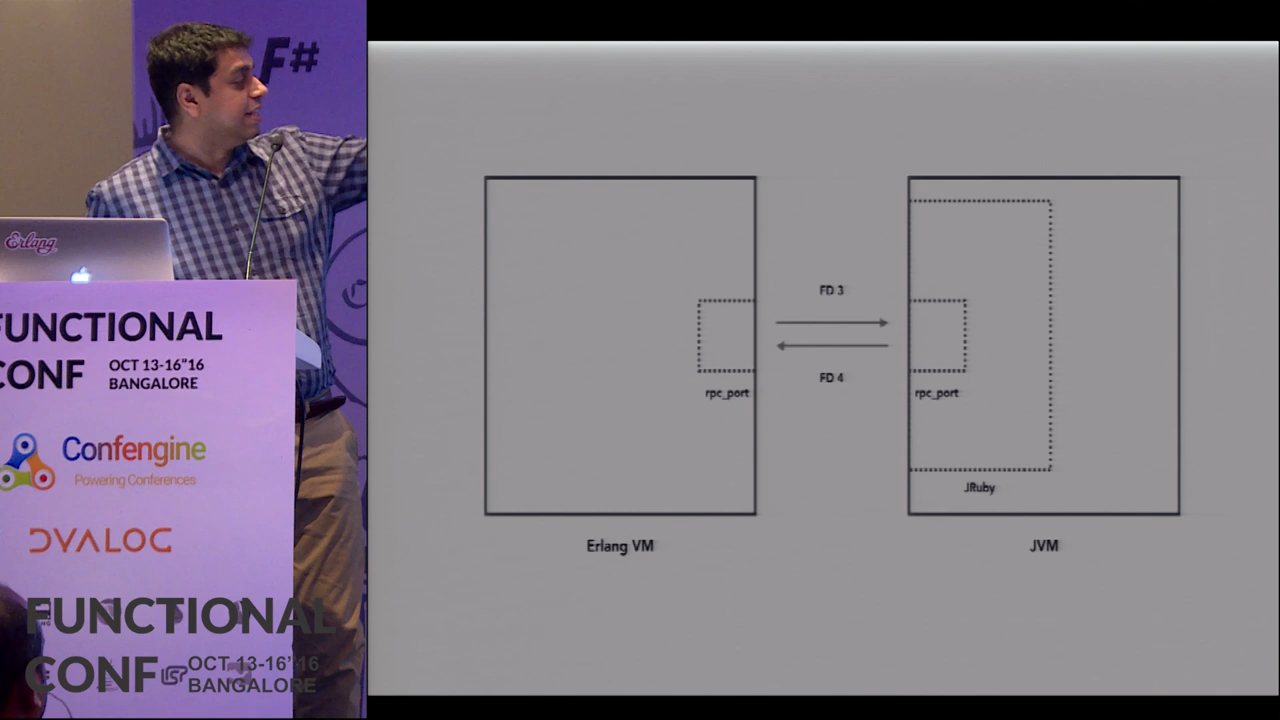 F#
Erlang
FUNCTIONAL
CONF
OCT 13-16"16
BANGALORE
Confengine
Powering Conferences
DVALOG
FUNCTIONAL
CONF
OCT 13-16"16
BANGALORE
FD 3
FD 4
rpc_port
rpc_port
JRuby
Erlang VM
JVM